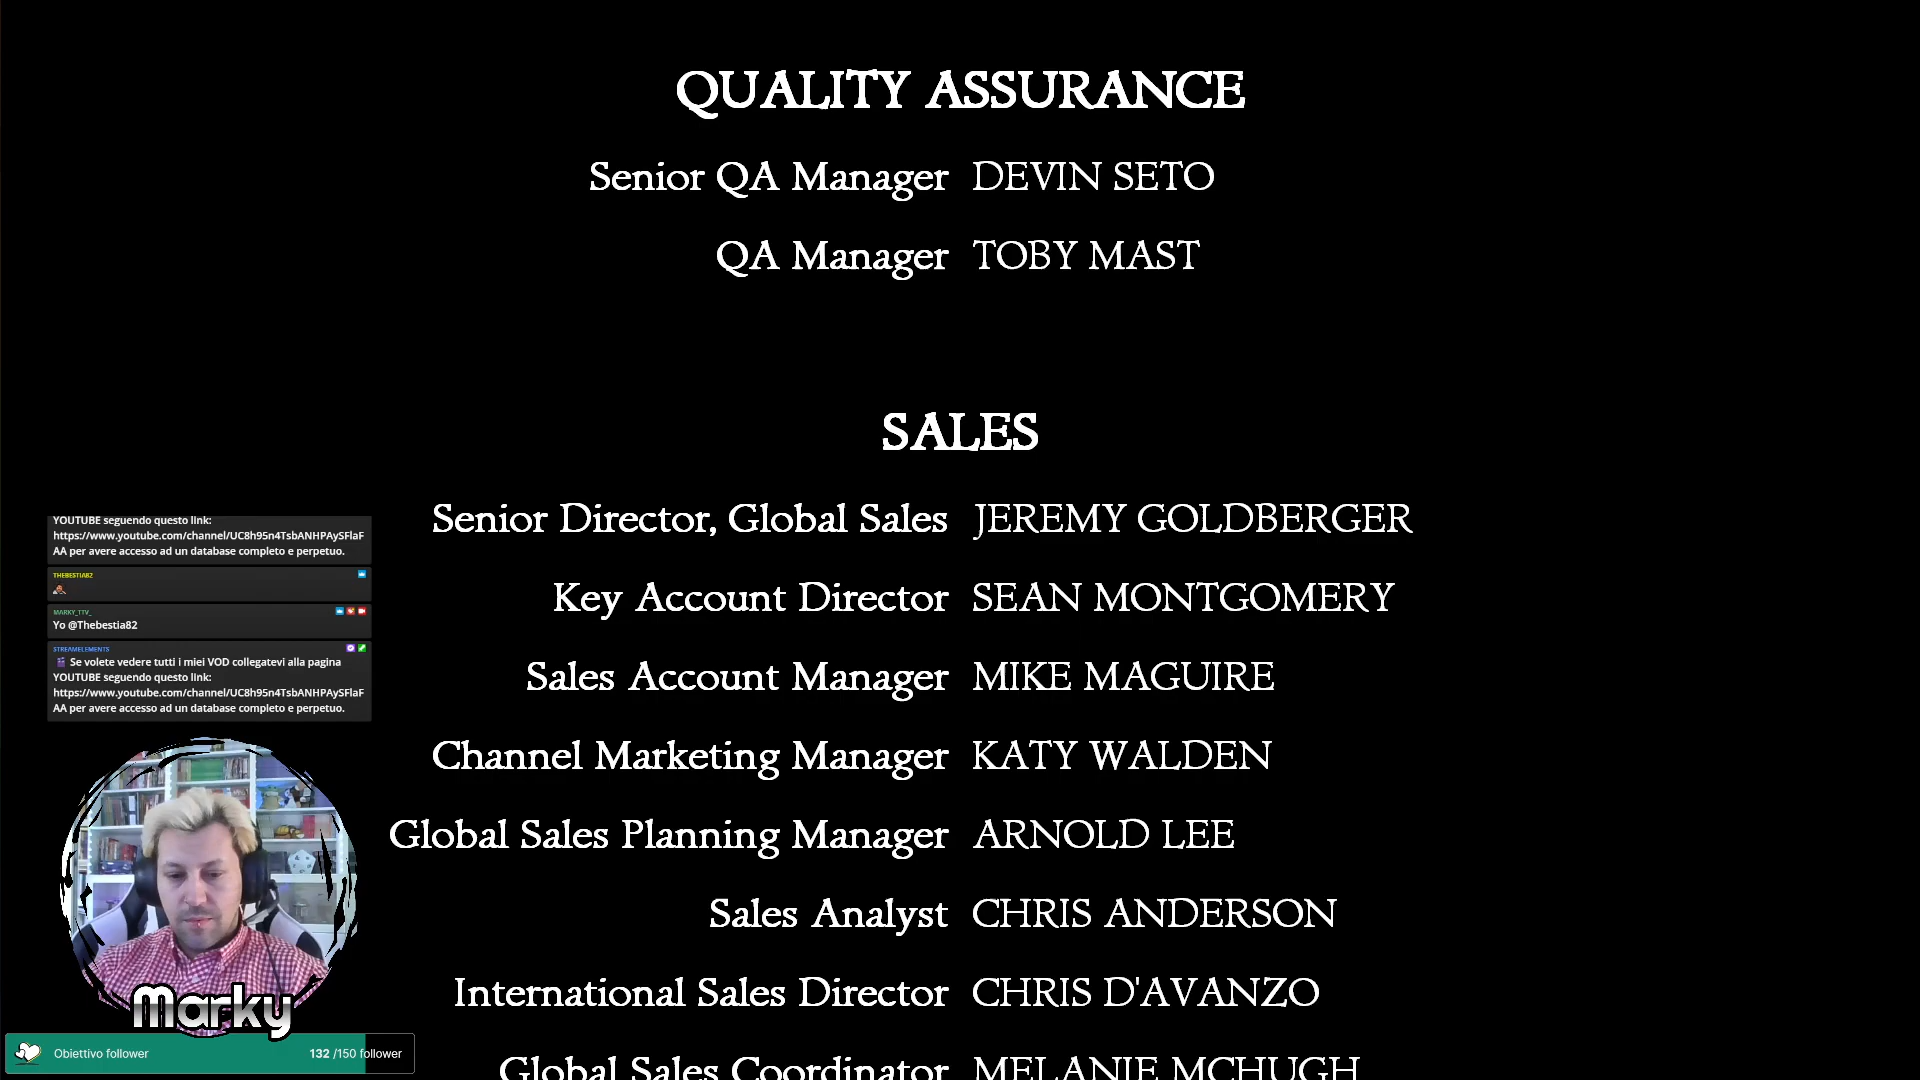 QUALITY ASSURANCE
Senior QA Manager DEVIN SETO
QA Manager TOBY MAST
SALES
Senior Director, Global Sales JEREMY GOLDBERGER
Key Account Director SEAN MONTGOMERY
Sales Account Manager MIKE MAGUIRE
Channel Marketing Manager KATY WALDEN
Global Sales Planning Manager ARNOLD LEE
Sales Analyst CHRIS ANDERSON
International Sales Director CHRIS D'AVANZO
Global Sales Coordinator MELANIE MCHUGH
YOUTUBE seguendo questo link:
https://www.youtube.com/channel/UC8h95n4TsbANHPAySFlaF
AA per avere accesso ad un database completo e perpetuo.
THEBESTIA82
MARKY_TTV_
Yo @Thebestia82
STREAMELEMENTS
Se volete vedere tutti i miei VOD collegatevi alla pagina
YOUTUBE seguendo questo link:
https://www.youtube.com/channel/UC8h95n4TsbANHPAySFlaF
AA per avere accesso ad un database completo e perpetuo.
Marky
Obiettivo follower 132 /150 follower